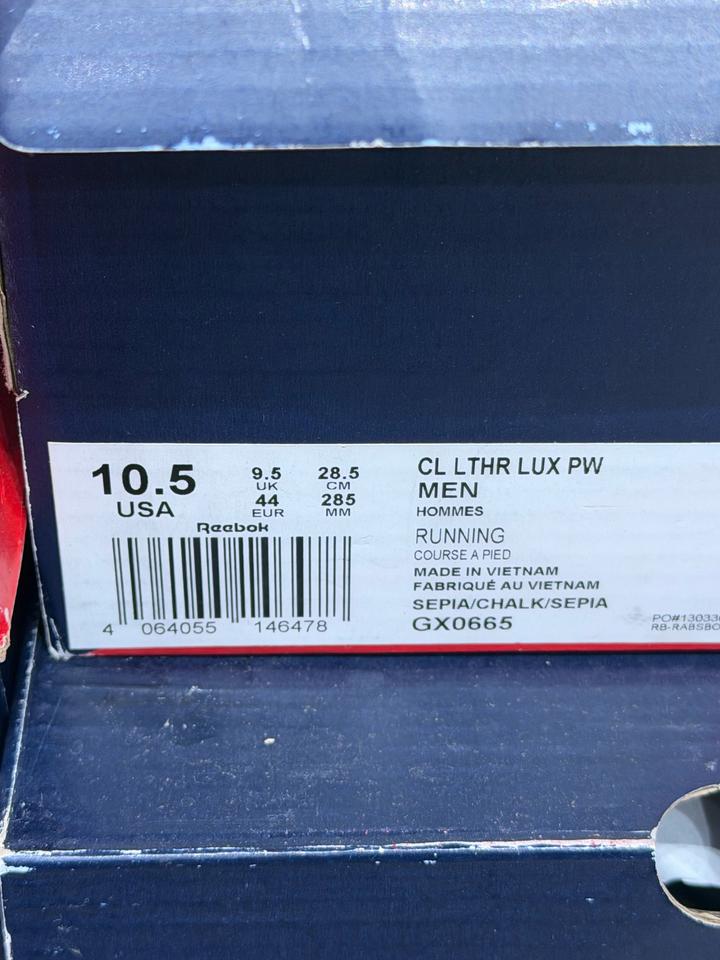 10.5
USA
9.5
UK
44
EUR
28.5
CM
285
MM
Reebok
4 064055 146478
CL LTHR LUX PW
MEN
HOMMES
RUNNING
COURSE A PIED
MADE IN VIETNAM
FABRIQUÉ AU VIETNAM
SEPIA/CHALK/SEPIA
GX0665